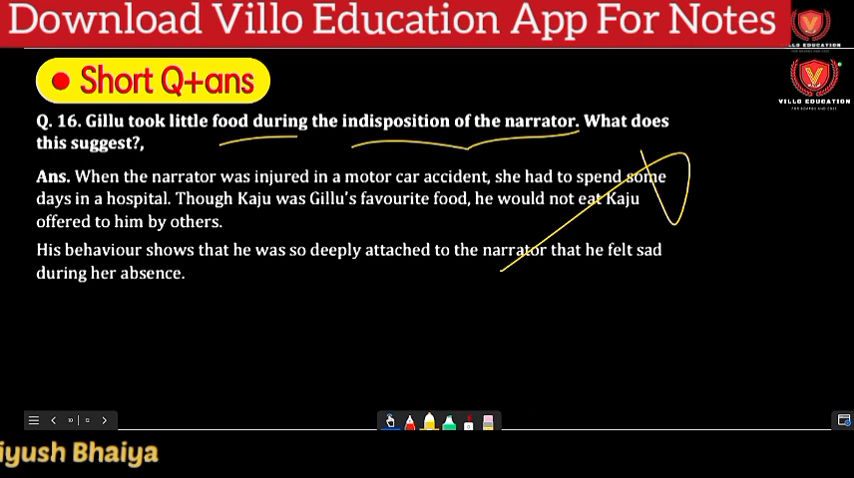 Download Villo Education App For Notes
LLO EDUCATION
Short Q+ans
VILLO EDUCATION
Q. 16. Gillu took little food during the indisposition of the narrator. What does
this suggest?,
Ans. When the narrator was injured in a motor car accident, she had to spend some
days in a hospital. Though Kaju was Gillu's favourite food, he would not eat Kaju
offered to him by others.
His behaviour shows that he was so deeply attached to the narrator that he felt sad
during her absence.
iyush Bhaiya